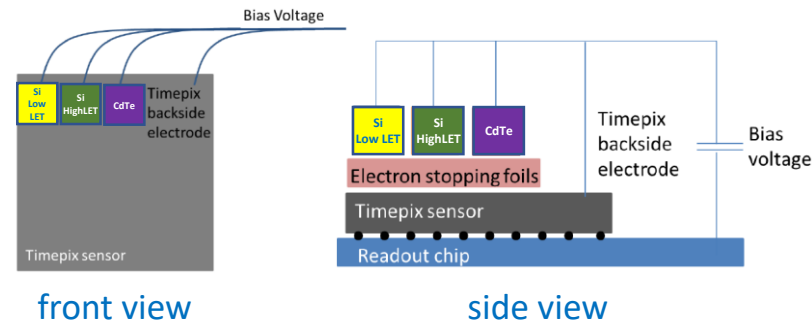 Bias Voltage
Si
Low
LET
Si
HighLET
CdTe
Timepix
backside
electrode
Timepix sensor
front view
Si
Low LET
Si
HighLET
CdTe
Timepix
backside
electrode
Bias
voltage
Electron stopping foils
Timepix sensor
Readout chip
side view